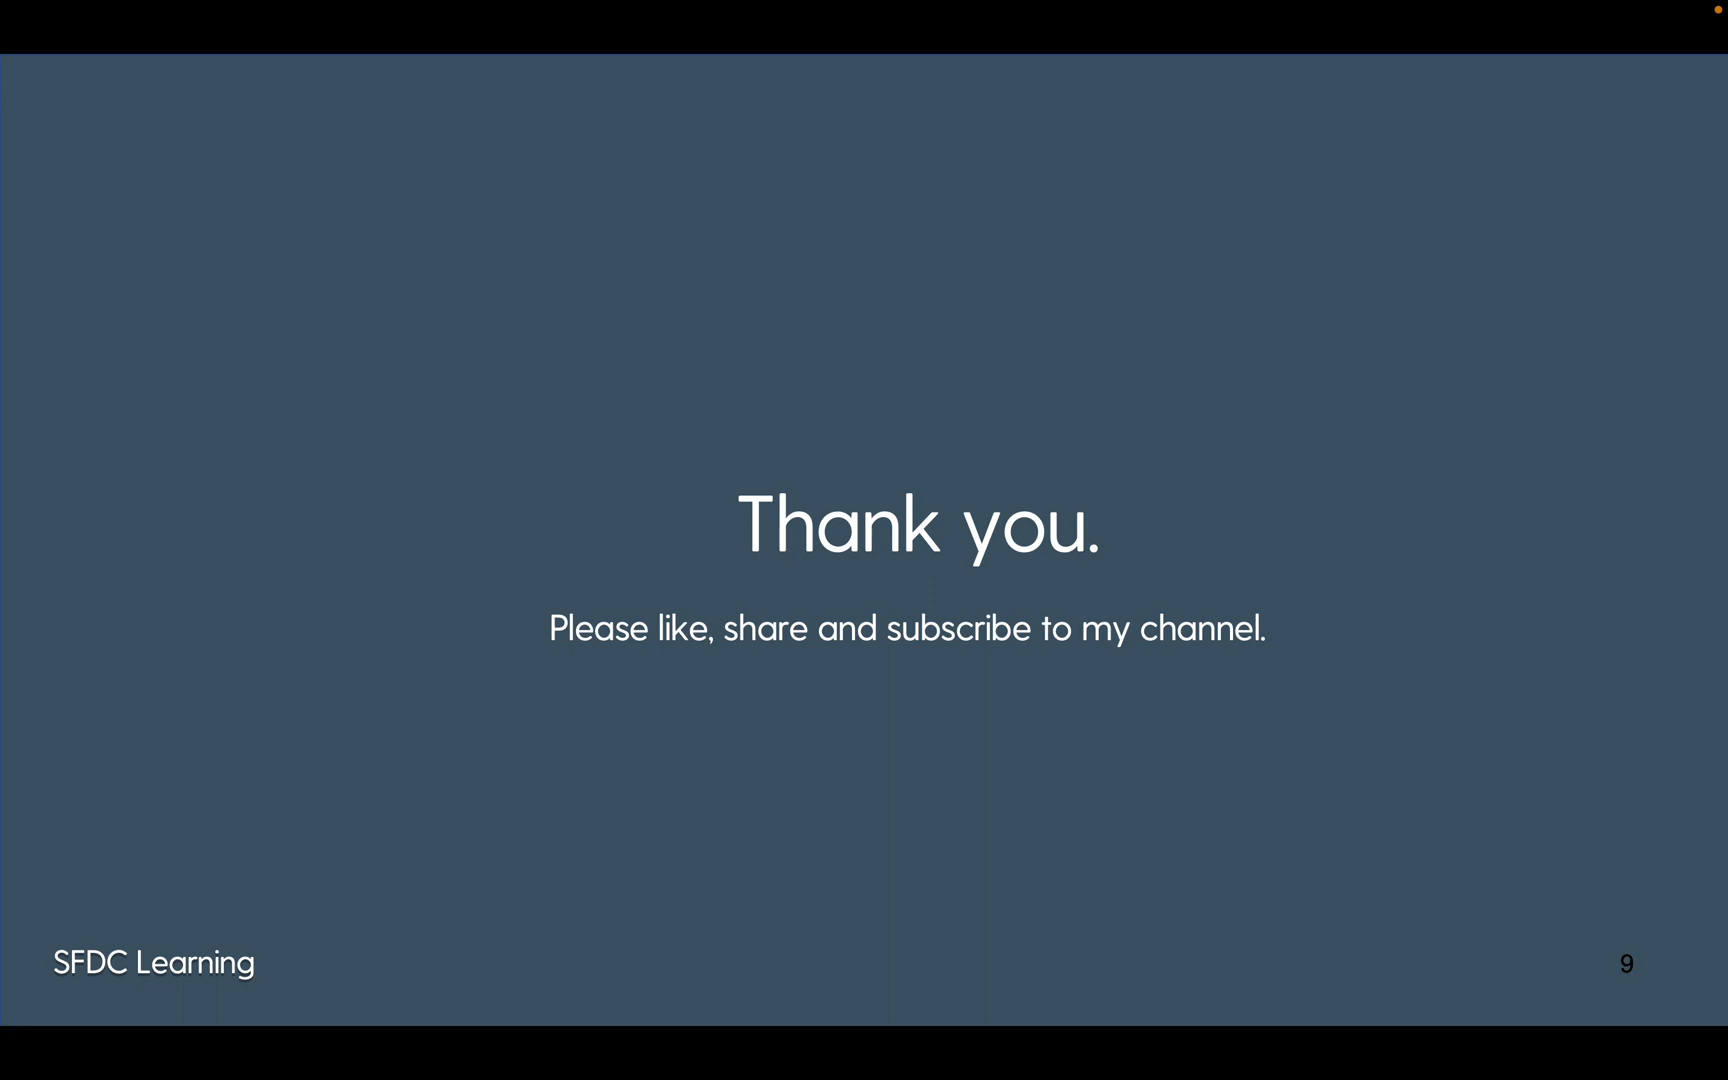 Thank you.
Please like, share and subscribe to my channel.
SFDC Learning
9